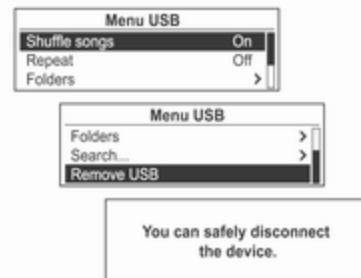 Menu USB
Shuffle songs On
Repeat Off
Folders >
Menu USB
Folders >
Search... >
Remove USB
You can safely disconnect
the device.